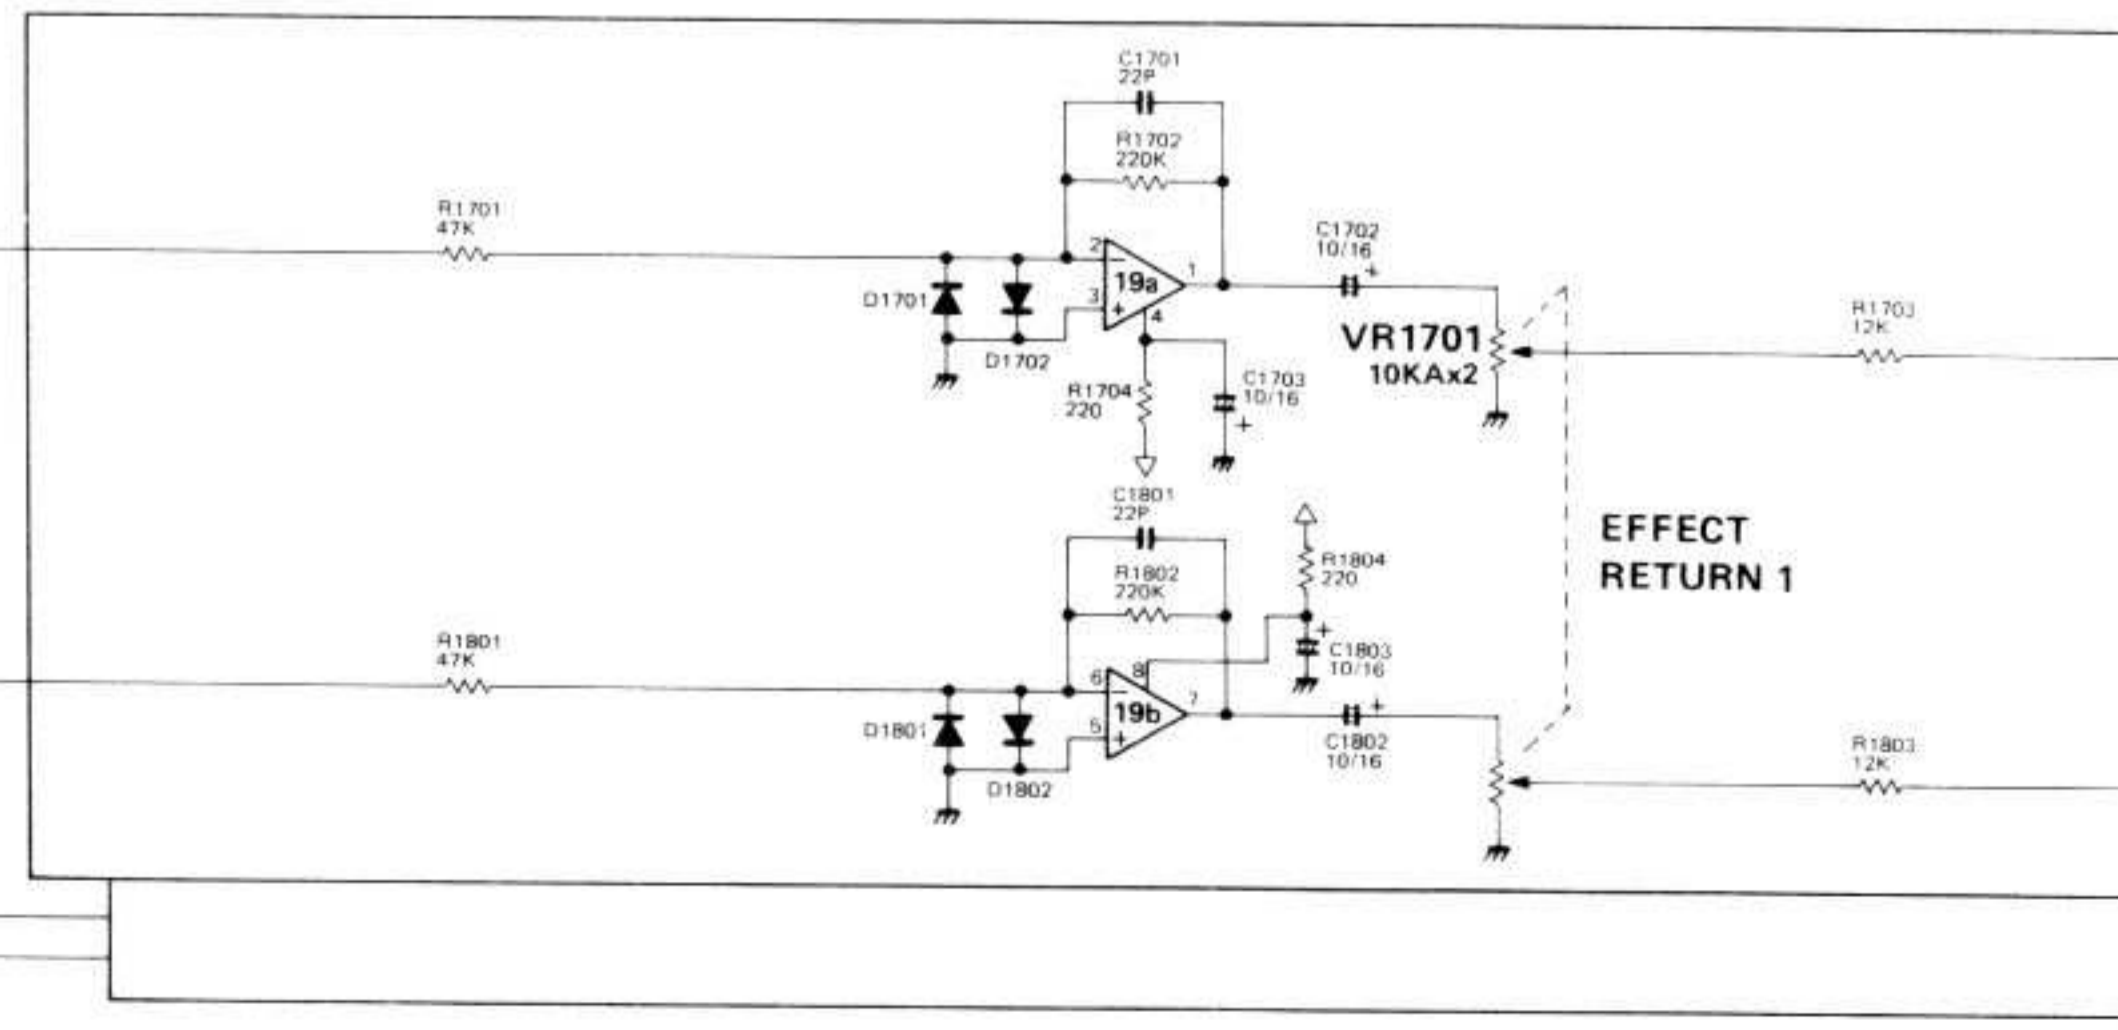 C1701
22P
R1702
220K
R1701
47K
C1702
10/16
2
19a
1
3
4
D1701
D1702
VR1701
10KAx2
R1703
12K
R1704
220
C1703
10/16
C1801
22P
EFFECT
RETURN 1
R1804
220
R1802
220K
R1801
47K
C1803
10/16
8
6
19b
7
5
D1801
D1802
C1802
10/16
R1803
12K